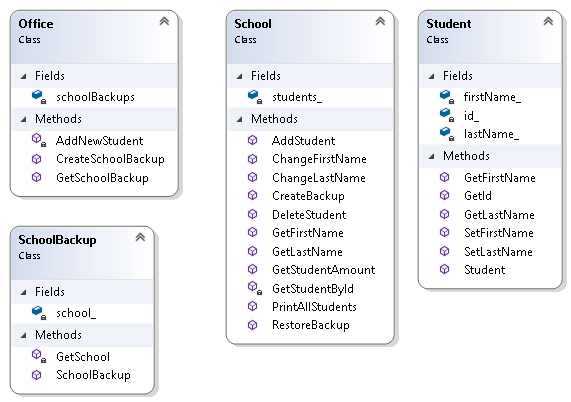 Office
Class
Fields
schoolBackups
Methods
AddNewStudent
CreateSchoolBackup
GetSchoolBackup
SchoolBackup
Class
Fields
school_
Methods
GetSchool
SchoolBackup
School
Class
Fields
students_
Methods
AddStudent
ChangeFirstName
ChangeLastName
CreateBackup
DeleteStudent
GetFirstName
GetLastName
GetStudentAmount
GetStudentById
PrintAllStudents
RestoreBackup
Student
Class
Fields
firstName_
id_
lastName_
Methods
GetFirstName
GetId
GetLastName
SetFirstName
SetLastName
Student